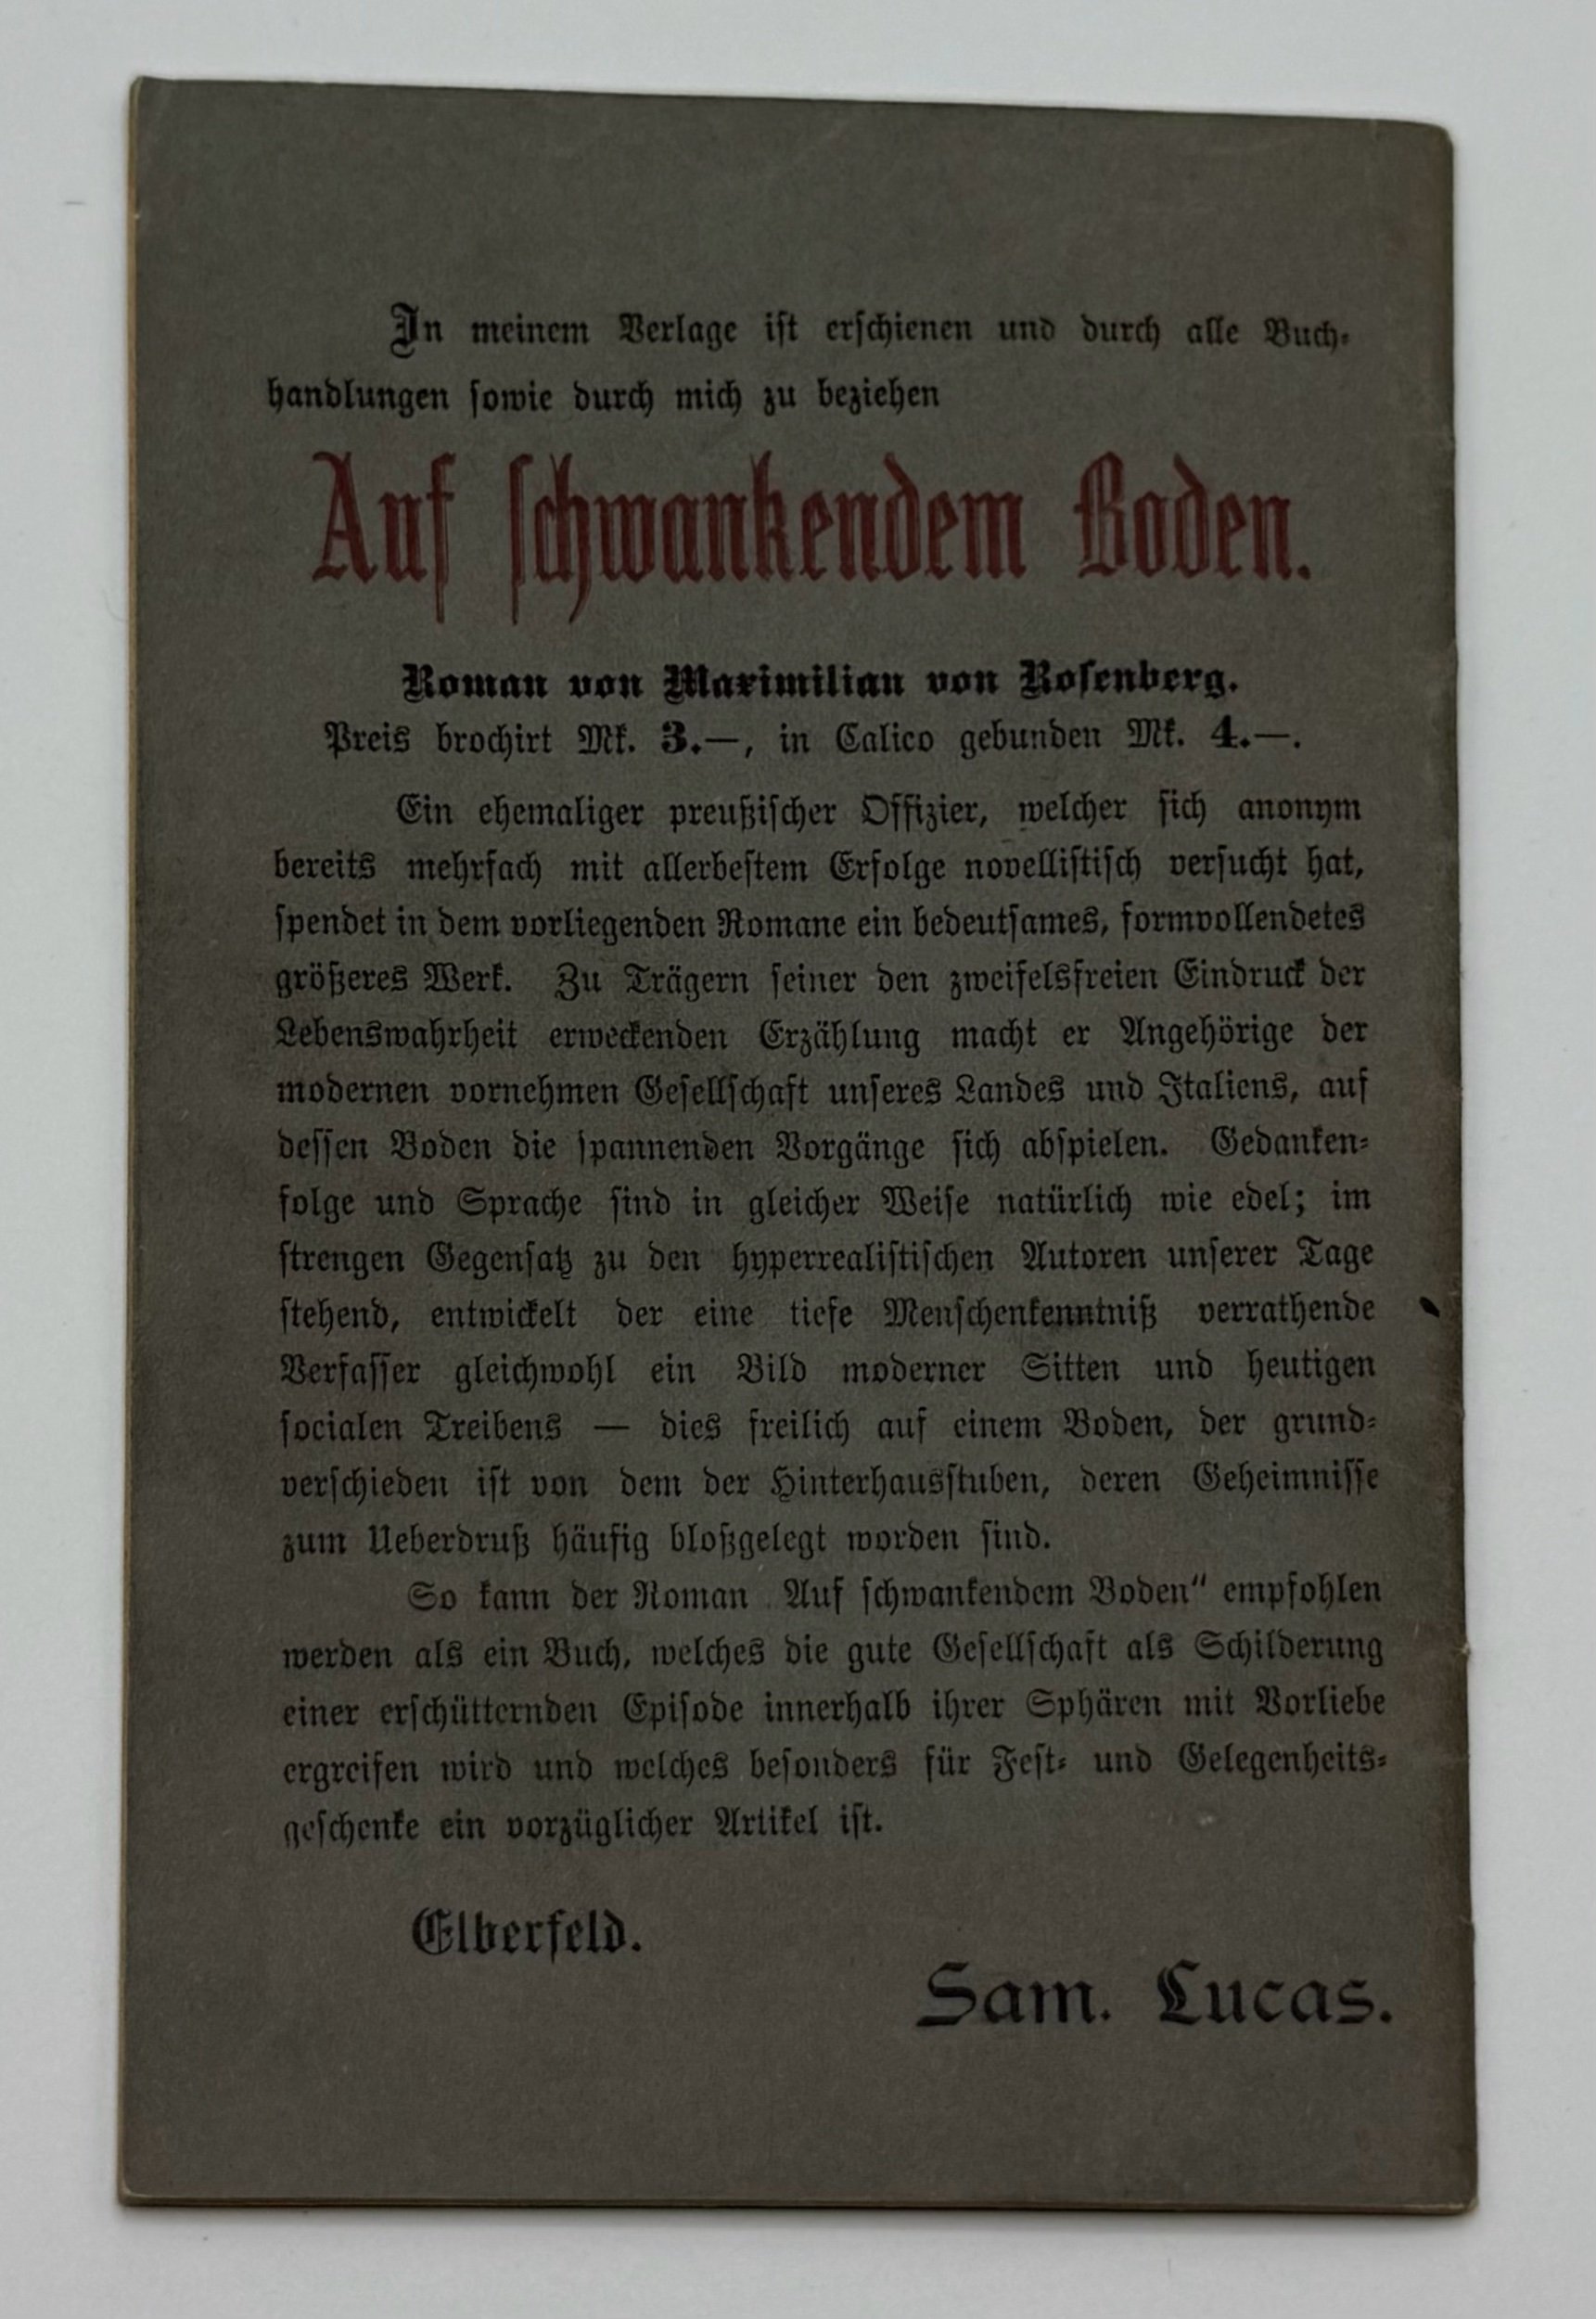 In meinem Verlage ist erschienen und durch alle Buch-
handlungen sowie durch mich zu beziehen
Auf schwankendem Boden.
Roman von Maximilian von Rosenberg.
Preis brochirt Mk. 3.—, in Calico gebunden Mk. 4.—.
Ein ehemaliger preußischer Offizier, welcher sich anonym
bereits mehrfach mit allerbestem Erfolge novellistisch versucht hat,
spendet in dem vorliegenden Romane ein bedeutsames, formvollendetes
größeres Werk. Zu Trägern seiner den zweifelsfreien Eindruck der
Lebenswahrheit erweckenden Erzählung macht er Angehörige der
modernen vornehmen Gesellschaft unseres Landes und Italiens, auf
dessen Boden die spannenden Vorgänge sich abspielen. Gedanken-
folge und Sprache sind in gleicher Weise natürlich wie edel; im
strengen Gegensatz zu den hyperrealistischen Autoren unserer Tage
stehend, entwickelt der eine tiefe Menschenkenntniß verrathende
Verfasser gleichwohl ein Bild moderner Sitten und heutigen
socialen Treibens — dies freilich auf einem Boden, der grund-
verschieden ist von dem der Hinterhausstuben, deren Geheimnisse
zum Ueberdruß häufig bloßgelegt worden sind.
So kann der Roman Auf schwankendem Boden“ empfohlen
werden als ein Buch, welches die gute Gesellschaft als Schilderung
einer erschütternden Episode innerhalb ihrer Sphären mit Vorliebe
ergreifen wird und welches besonders für Fest- und Gelegenheits-
geschenke ein vorzüglicher Artikel ist.
Elberfeld.
Sam. Lucas.